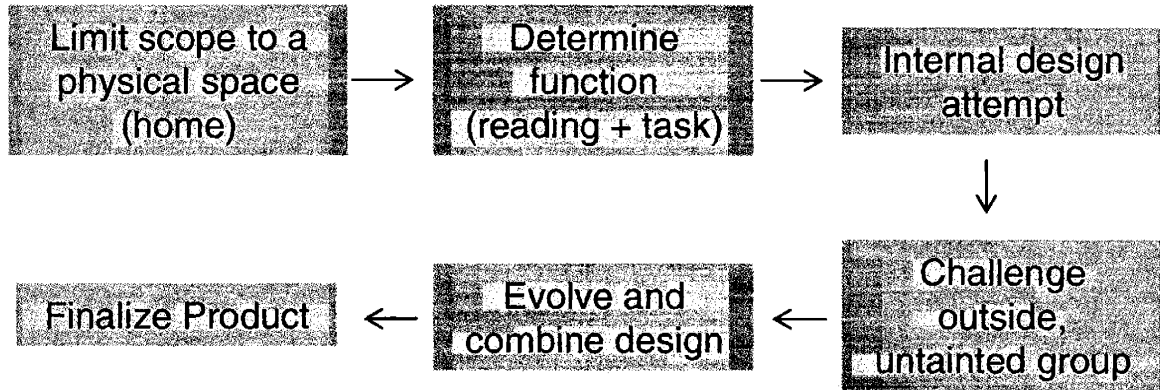 Limit scope to a
physical space
(home)
Determine
function
(reading + task)
Internal design
attempt
Challenge
outside,
untainted group
Evolve and
combine design
Finalize Product